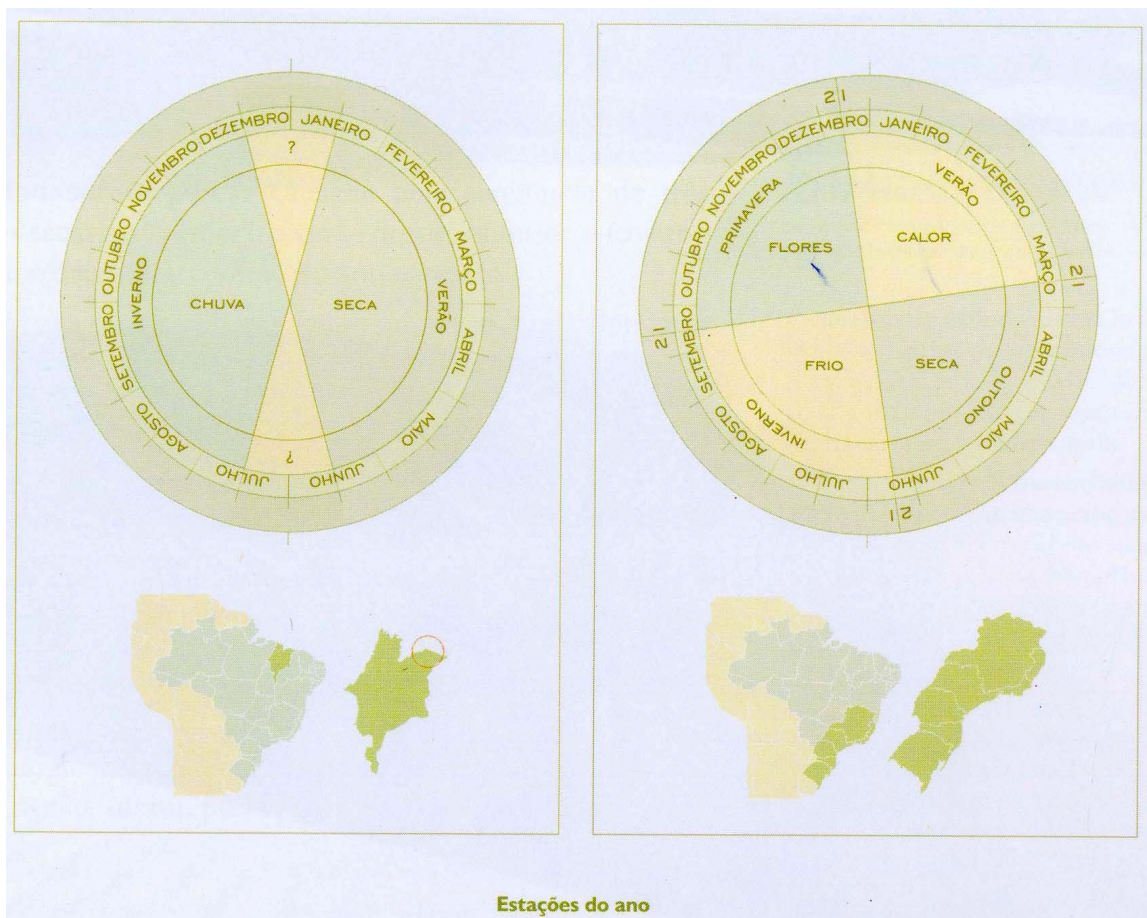 DEZEMBRO
JANEIRO
FEVEREIRO
MARÇO
ABRIL
MAIO
JUNHO
JULHO
AGOSTO
SETEMBRO
OUTUBRO
NOVEMBRO
?
INVERNO
CHUVA
SECA
VERÃO
?
21
DEZEMBRO
JANEIRO
FEVEREIRO
MARÇO
21
ABRIL
MAIO
JUNHO
21
JULHO
AGOSTO
SETEMBRO
21
OUTUBRO
NOVEMBRO
PRIMAVERA
VERÃO
FLORES
CALOR
FRIO
SECA
INVERNO
OUTONO
Estações do ano